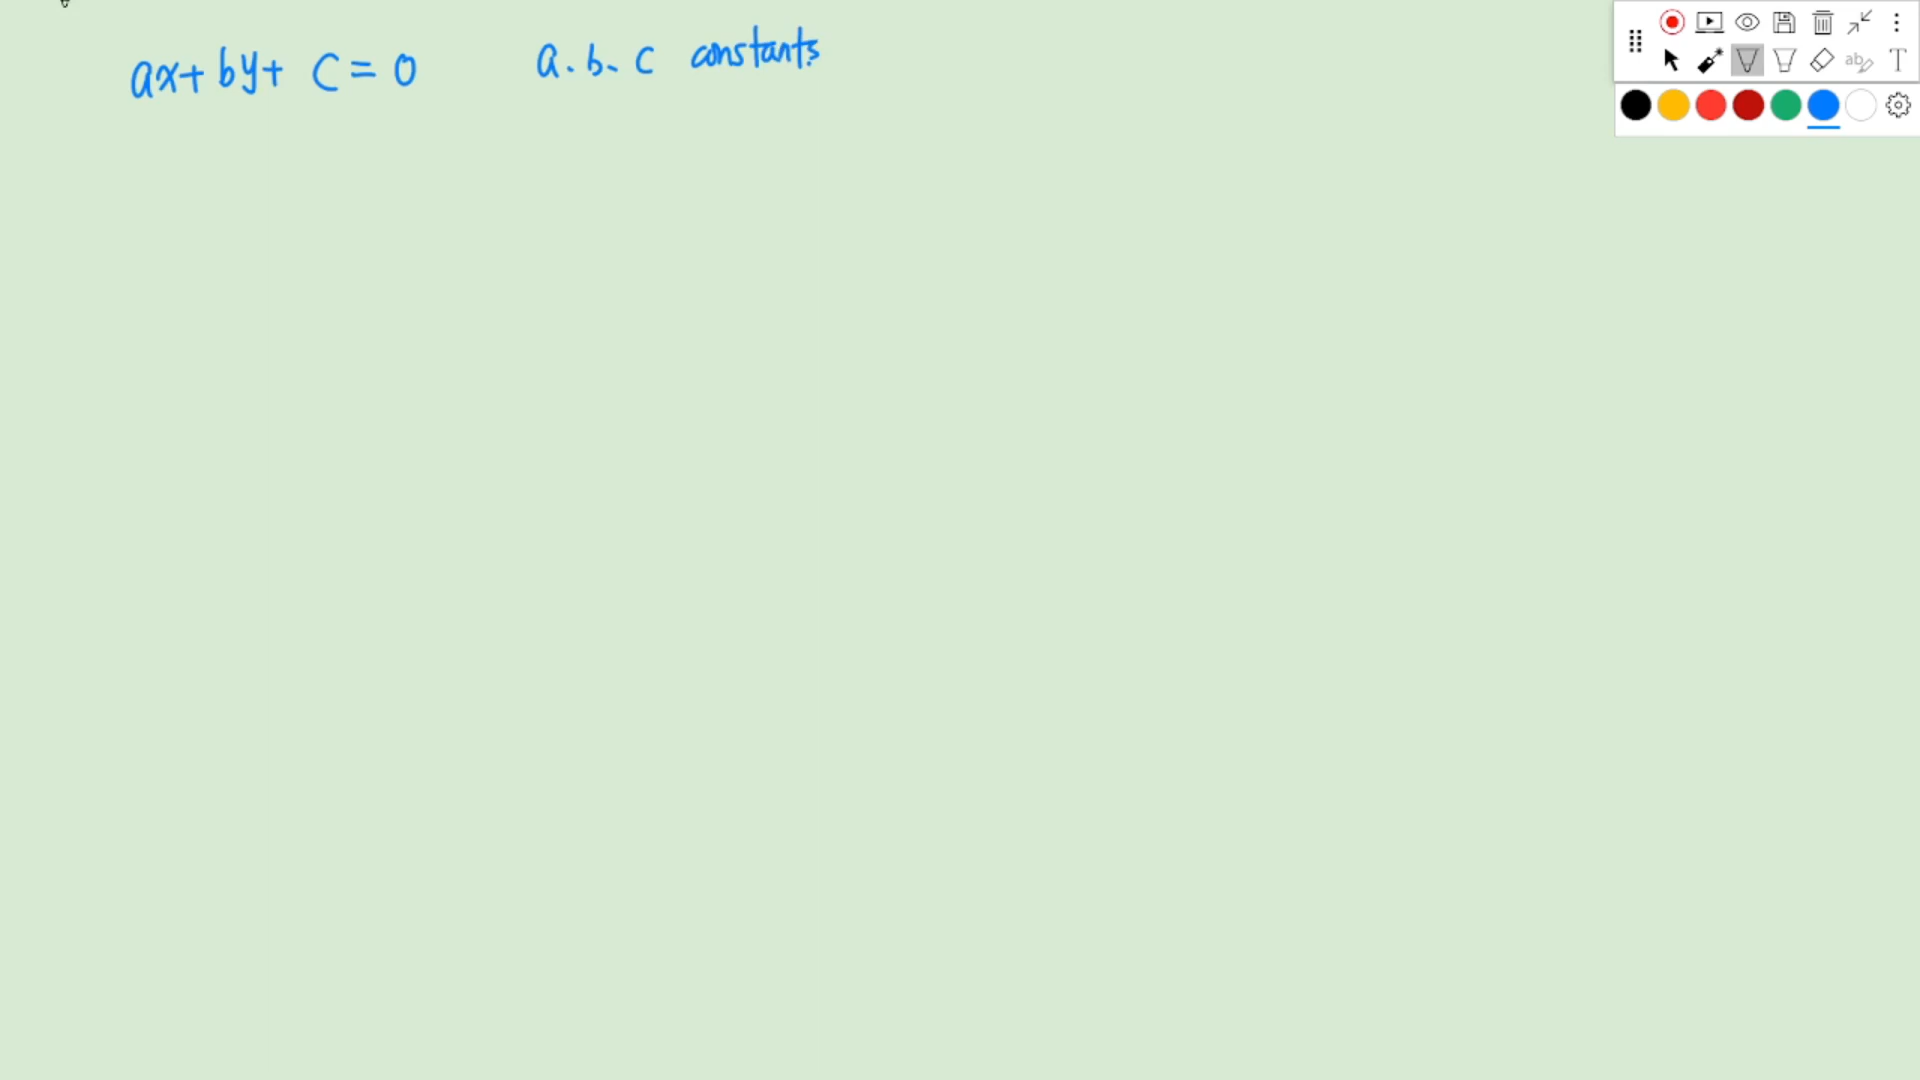 ax+ by+ C = 0 a. b. c constants